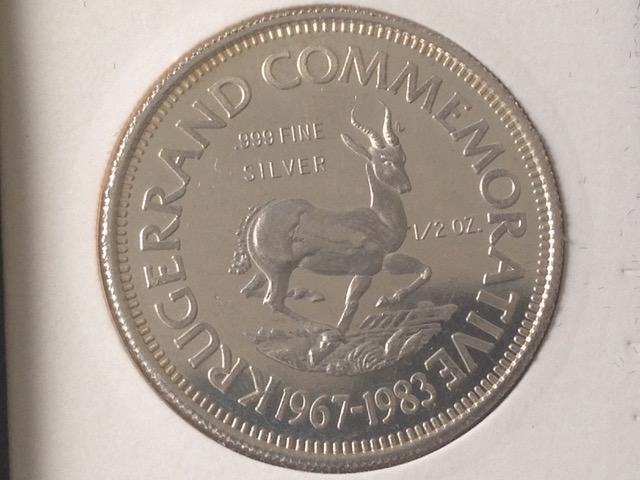 KRUGERRAND COMMEMORATIVE
.999 FINE
SILVER
1/2 OZ.
1967-1983